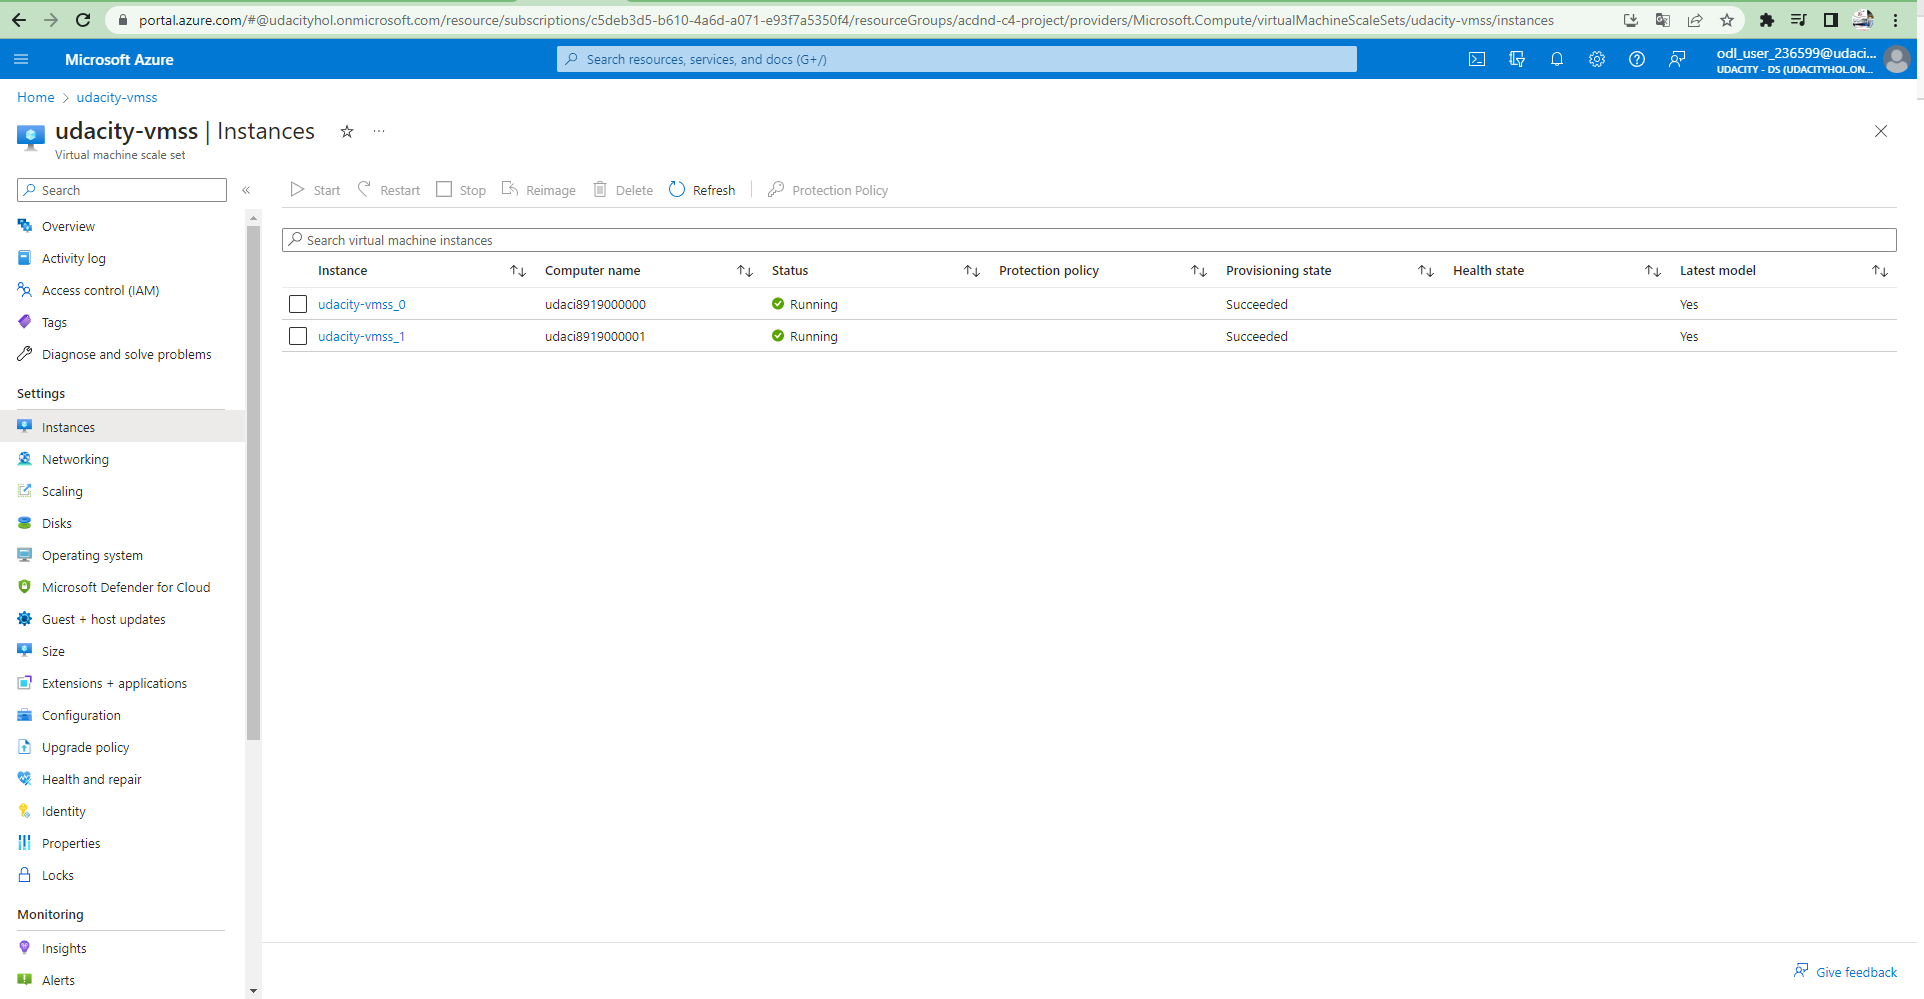 portal.azure.com/#@udacityhol.onmicrosoft.com/resource/subscriptions/c5deb3d5-b610-4a6d-a071-e93f7a5350f4/resourceGroups/acdnd-c4-project/providers/Microsoft.Compute/virtualMachineScaleSets/udacity-vmss/instances
Microsoft Azure
Search resources, services, and docs (G+/)
odl_user_236599@udaci...
UDACITY - DS (UDACITYHOL.ON...
Home > udacity-vmss
udacity-vmss | Instances
Virtual machine scale set
Search
Start Restart Stop Reimage Delete Refresh Protection Policy
Search virtual machine instances
Instance Computer name Status Protection policy Provisioning state Health state Latest model
udacity-vmss_0 udaci8919000000 Running Succeeded Yes
udacity-vmss_1 udaci8919000001 Running Succeeded Yes
Overview
Activity log
Access control (IAM)
Tags
Diagnose and solve problems
Settings
Instances
Networking
Scaling
Disks
Operating system
Microsoft Defender for Cloud
Guest + host updates
Size
Extensions + applications
Configuration
Upgrade policy
Health and repair
Identity
Properties
Locks
Monitoring
Insights
Alerts
Give feedback